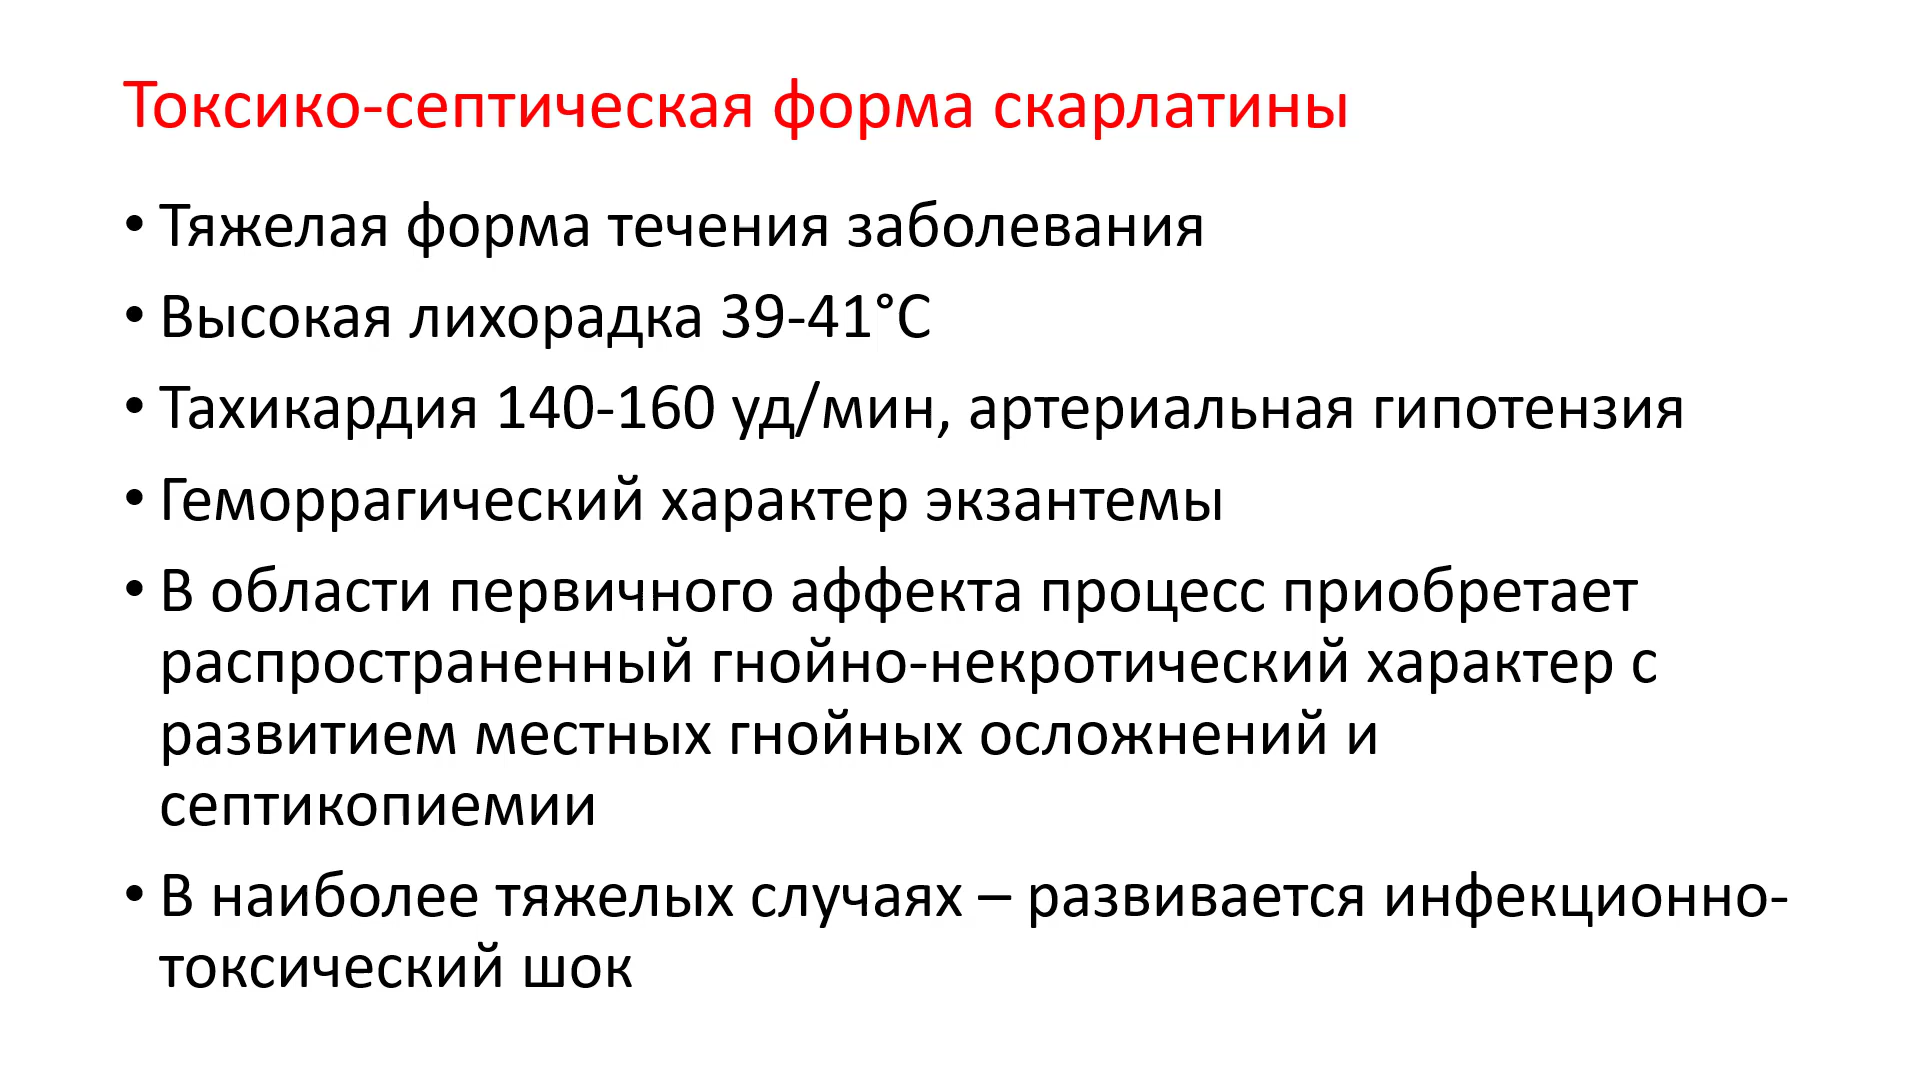 Токсико-септическая форма скарлатины
• Тяжелая форма течения заболевания
• Высокая лихорадка 39-41°С
• Тахикардия 140-160 уд/мин, артериальная гипотензия
• Геморрагический характер экзантемы
• В области первичного аффекта процесс приобретает
распространенный гнойно-некротический характер с
развитием местных гнойных осложнений и
септикопиемии
• В наиболее тяжелых случаях – развивается инфекционно-
токсический шок